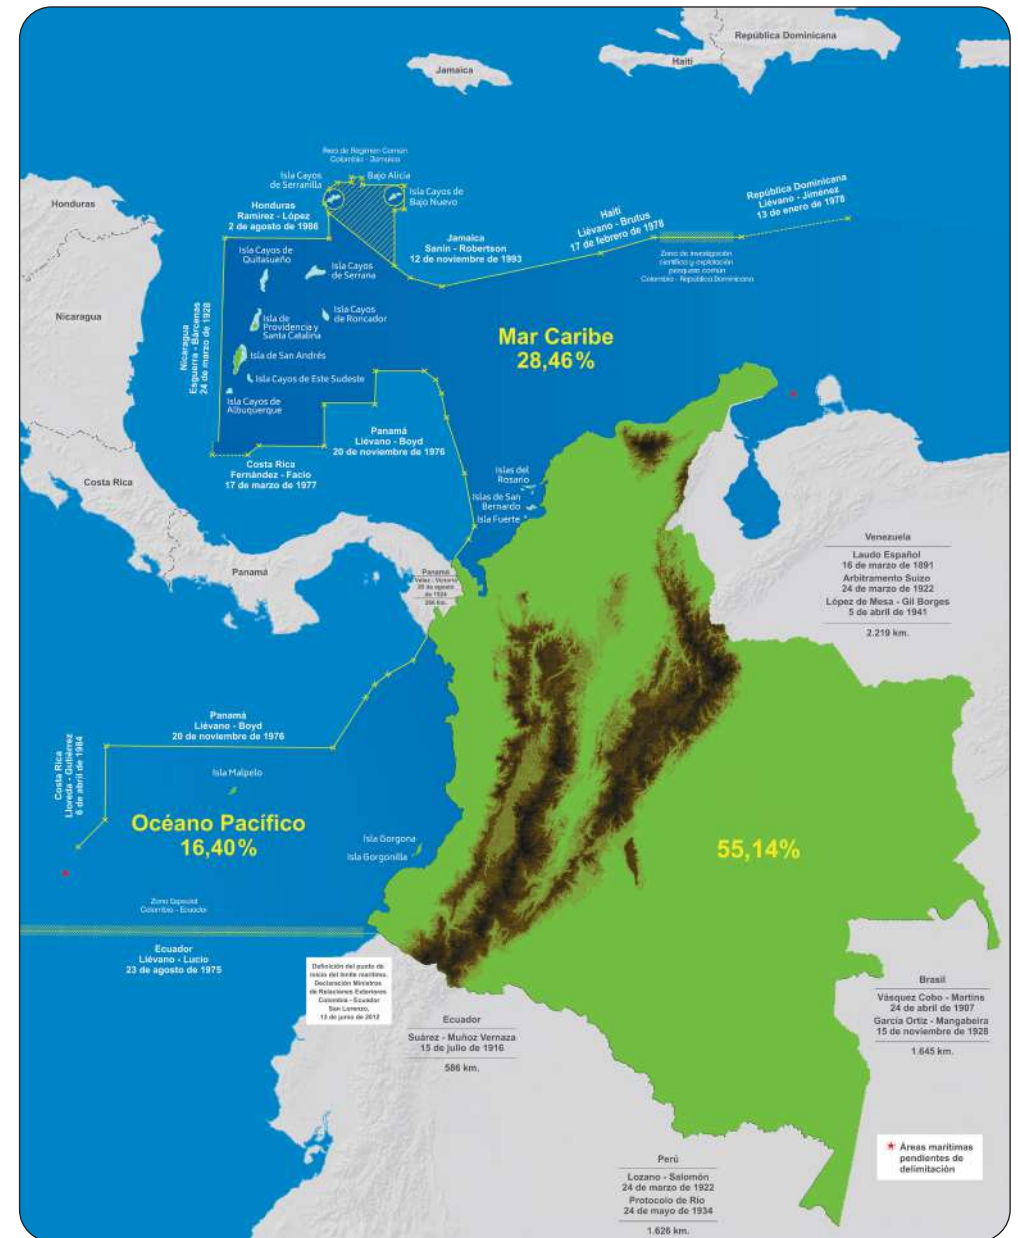 República Dominicana
Haití
Jamaica
Área de Régimen Común
Colombia - Jamaica
Isla Cayos
de Serranilla
Bajo Alicia
Isla Cayos de
Bajo Nuevo
Honduras
Honduras
Ramírez - López
2 de agosto de 1986
Jamaica
Sanín - Robertson
12 de noviembre de 1993
Haití
Liévano - Brutus
17 de febrero de 1978
República Dominicana
Liévano - Jiménez
13 de enero de 1978
Zona de investigación
científica y explotación
pesquera común
Colombia - República Dominicana
Isla Cayos de
Quitasueño
Isla Cayos
de Serrana
Isla Cayos
de Roncador
Isla de
Providencia y
Santa Catalina
Isla de San Andrés
Isla Cayos de Este Sudeste
Isla Cayos de
Albuquerque
Nicaragua
Nicaragua
Esguerra - Bárcenas
24 de marzo de 1928
Mar Caribe
28,46%
Panamá
Liévano - Boyd
20 de noviembre de 1976
Costa Rica
Fernández - Facio
17 de marzo de 1977
Costa Rica
Islas del
Rosario
Islas de San
Bernardo
Isla Fuerte
Panamá
Panamá
Vélez - Victoria
20 de agosto
de 1924
266 km.
Venezuela
Laudo Español
16 de marzo de 1891
Arbitramento Suizo
24 de marzo de 1922
López de Mesa - Gil Borges
5 de abril de 1941
2.219 km.
Panamá
Liévano - Boyd
20 de noviembre de 1976
Costa Rica
Lloreda - Gutiérrez
6 de abril de 1984
Isla Malpelo
Océano Pacífico
16,40%
Isla Gorgona
Isla Gorgonilla
55,14%
Zona Especial
Colombia - Ecuador
Ecuador
Liévano - Lucio
23 de agosto de 1975
Definición del punto de
inicio del límite marítimo.
Declaración Ministros
de Relaciones Exteriores
Colombia - Ecuador
San Lorenzo,
13 de junio de 2012
Ecuador
Suárez - Muñoz Vernaza
15 de julio de 1916
586 km.
Brasil
Vásquez Cobo - Martins
24 de abril de 1907
García Ortiz - Mangabeira
15 de noviembre de 1928
1.645 km.
Perú
Lozano - Salomón
24 de marzo de 1922
Protocolo de Río
24 de mayo de 1934
1.626 km.
Áreas marítimas
pendientes de
delimitación